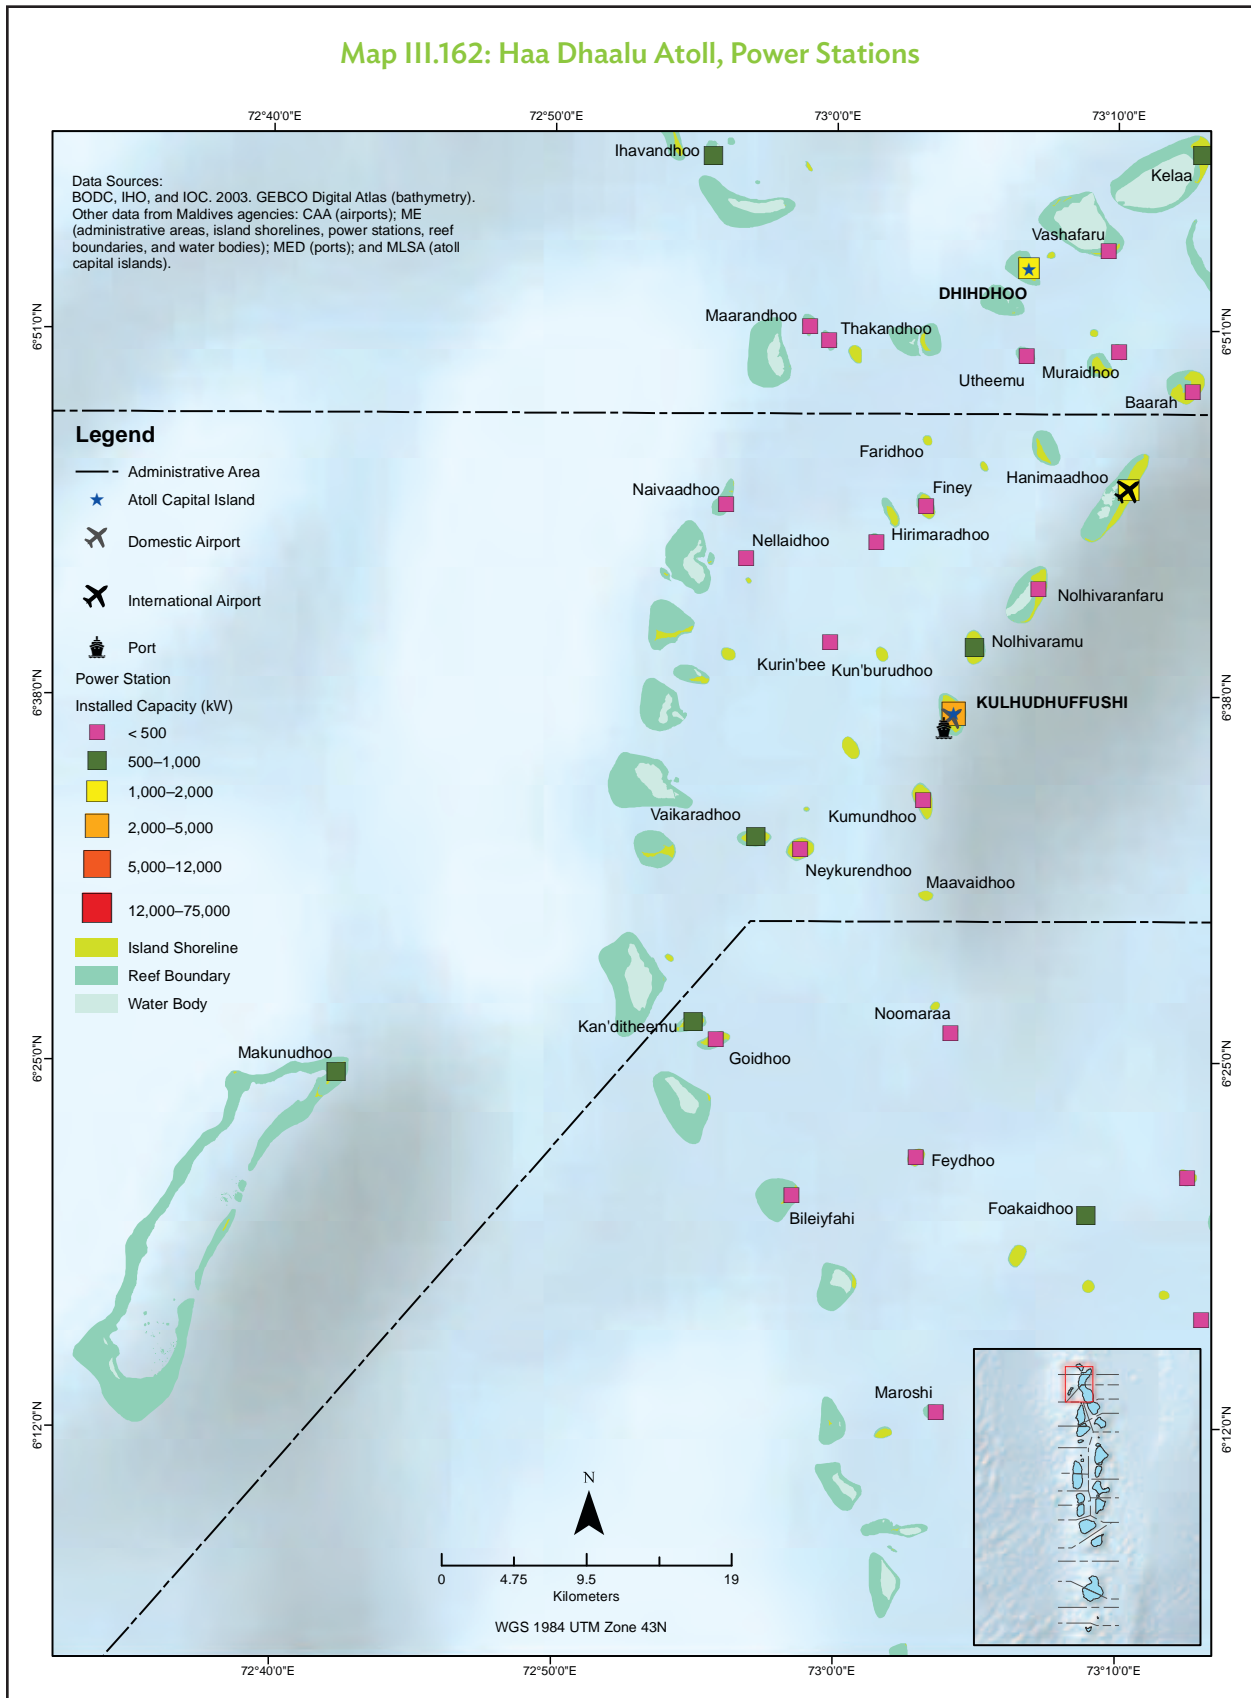 Map III.162: Haa Dhaalu Atoll, Power Stations
72°40'0"E
72°50'0"E
73°0'0"E
73°10'0"E
Ihavandhoo
Kelaa
Data Sources:
BODC, IHO, and IOC. 2003. GEBCO Digital Atlas (bathymetry).
Other data from Maldives agencies: CAA (airports); ME
(administrative areas, island shorelines, power stations, reef
boundaries, and water bodies); MED (ports); and MLSA (atoll
capital islands).
Vashafaru
DHIHDHOO
Maarandhoo
Thakandhoo
6°51'0"N
6°51'0"N
Utheemu
Muraidhoo
Baarah
Legend
Administrative Area
Atoll Capital Island
Domestic Airport
International Airport
Port
Power Station
Installed Capacity (kW)
< 500
500–1,000
1,000–2,000
2,000–5,000
5,000–12,000
12,000–75,000
Island Shoreline
Reef Boundary
Water Body
Faridhoo
Hanimaadhoo
Naivaadhoo
Finey
Hirimaradhoo
Nellaidhoo
Nolhivaranfaru
Nolhivaramu
Kurin'bee
Kun'burudhoo
6°38'0"N
6°38'0"N
KULHUDHUFFUSHI
Vaikaradhoo
Kumundhoo
Neykurendhoo
Maavaidhoo
Noomaraa
Kan'ditheemu
Goidhoo
Makunudhoo
6°25'0"N
6°25'0"N
Feydhoo
Foakaidhoo
Bileiyfahi
Maroshi
6°12'0"N
6°12'0"N
N
0
4.75
9.5
19
Kilometers
WGS 1984 UTM Zone 43N
72°40'0"E
72°50'0"E
73°0'0"E
73°10'0"E